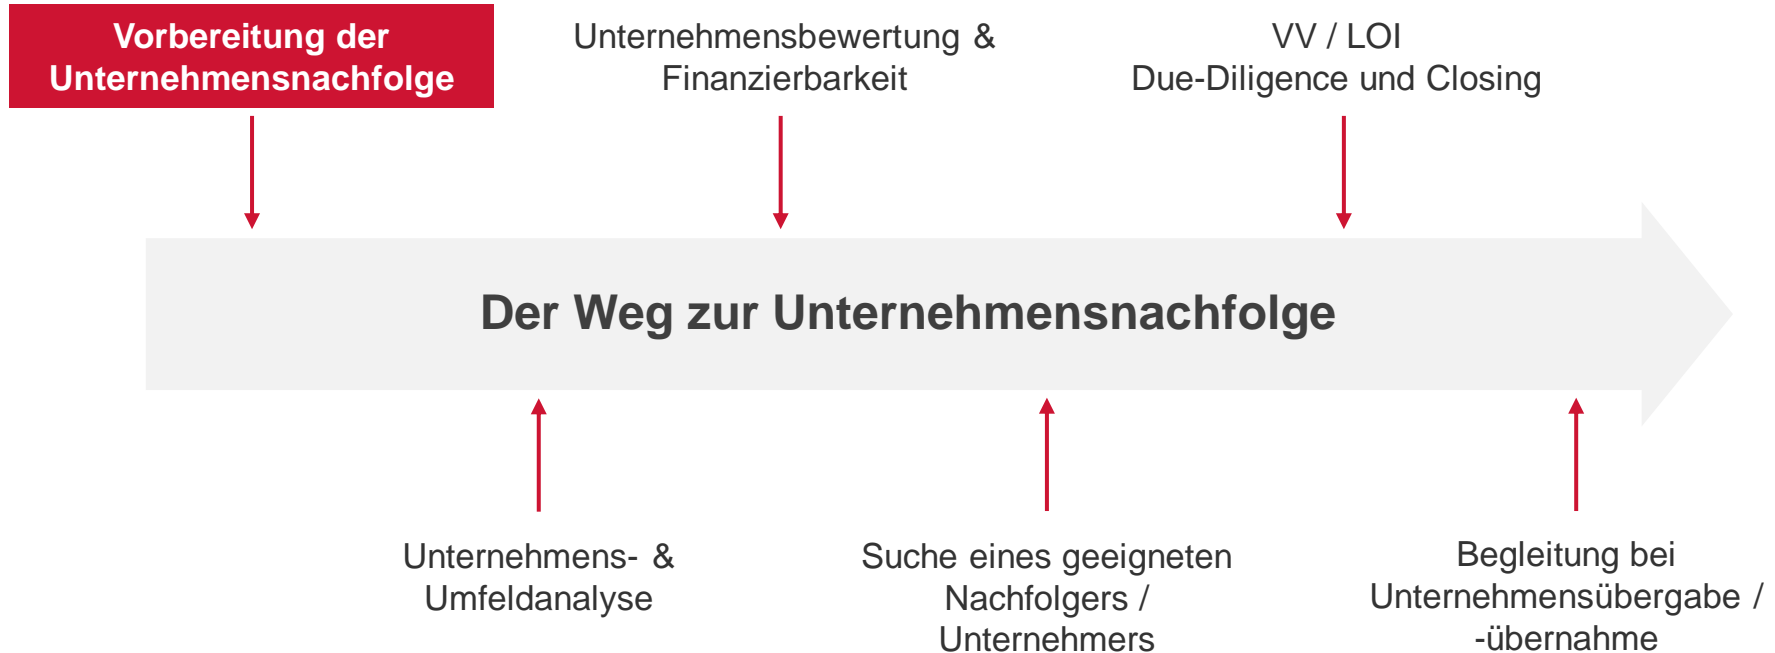 Vorbereitung der
Unternehmensnachfolge
Unternehmensbewertung &
Finanzierbarkeit
VV / LOI
Due-Diligence und Closing
Der Weg zur Unternehmensnachfolge
Unternehmens- &
Umfeldanalyse
Suche eines geeigneten
Nachfolgers /
Unternehmers
Begleitung bei
Unternehmensübergabe /
-übernahme